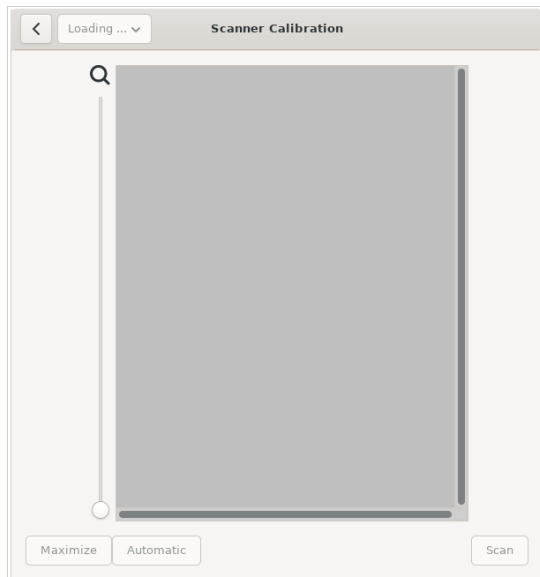 Loading ...
Scanner Calibration
Maximize
Automatic
Scan